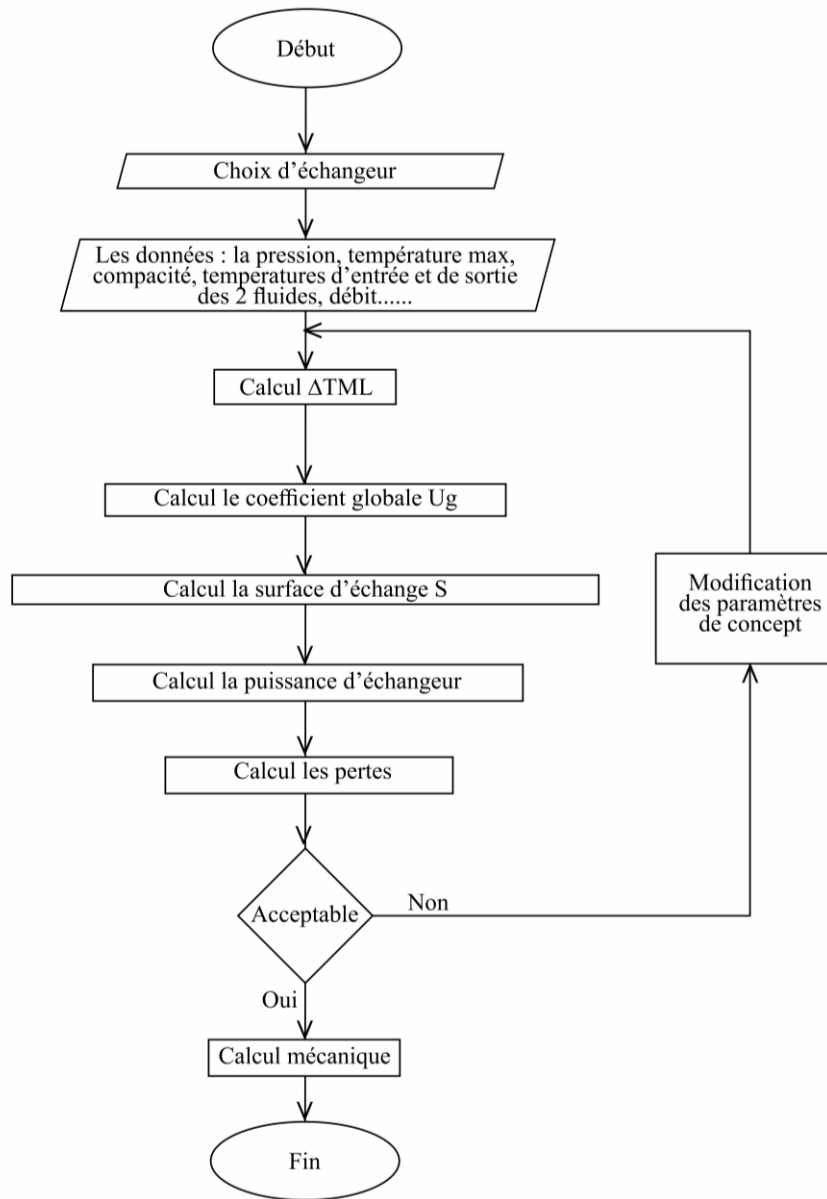 Début
Choix d’échangeur
Les données : la pression, température max,
compacité, temperatures d’entrée et de sortie
des 2 fluides, débit......
Calcul ΔTML
Calcul le coefficient globale Ug
Calcul la surface d’échange S
Modification
des paramètres
de concept
Calcul la puissance d’échangeur
Calcul les pertes
Acceptable
Non
Oui
Calcul mécanique
Fin